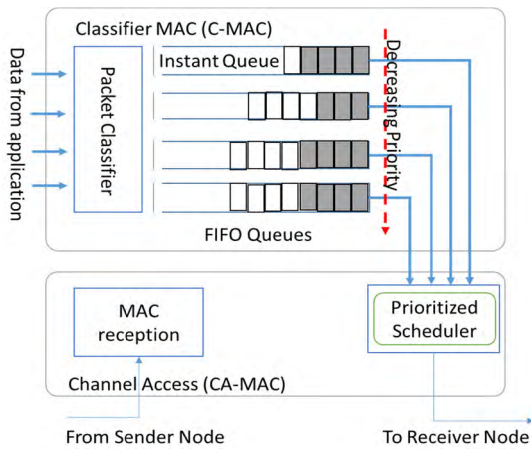 Classifier MAC (C-MAC)
Data from application
Packet Classifier
Instant Queue
Decreasing Priority
FIFO Queues
MAC
reception
Prioritized
Scheduler
Channel Access (CA-MAC)
From Sender Node
To Receiver Node